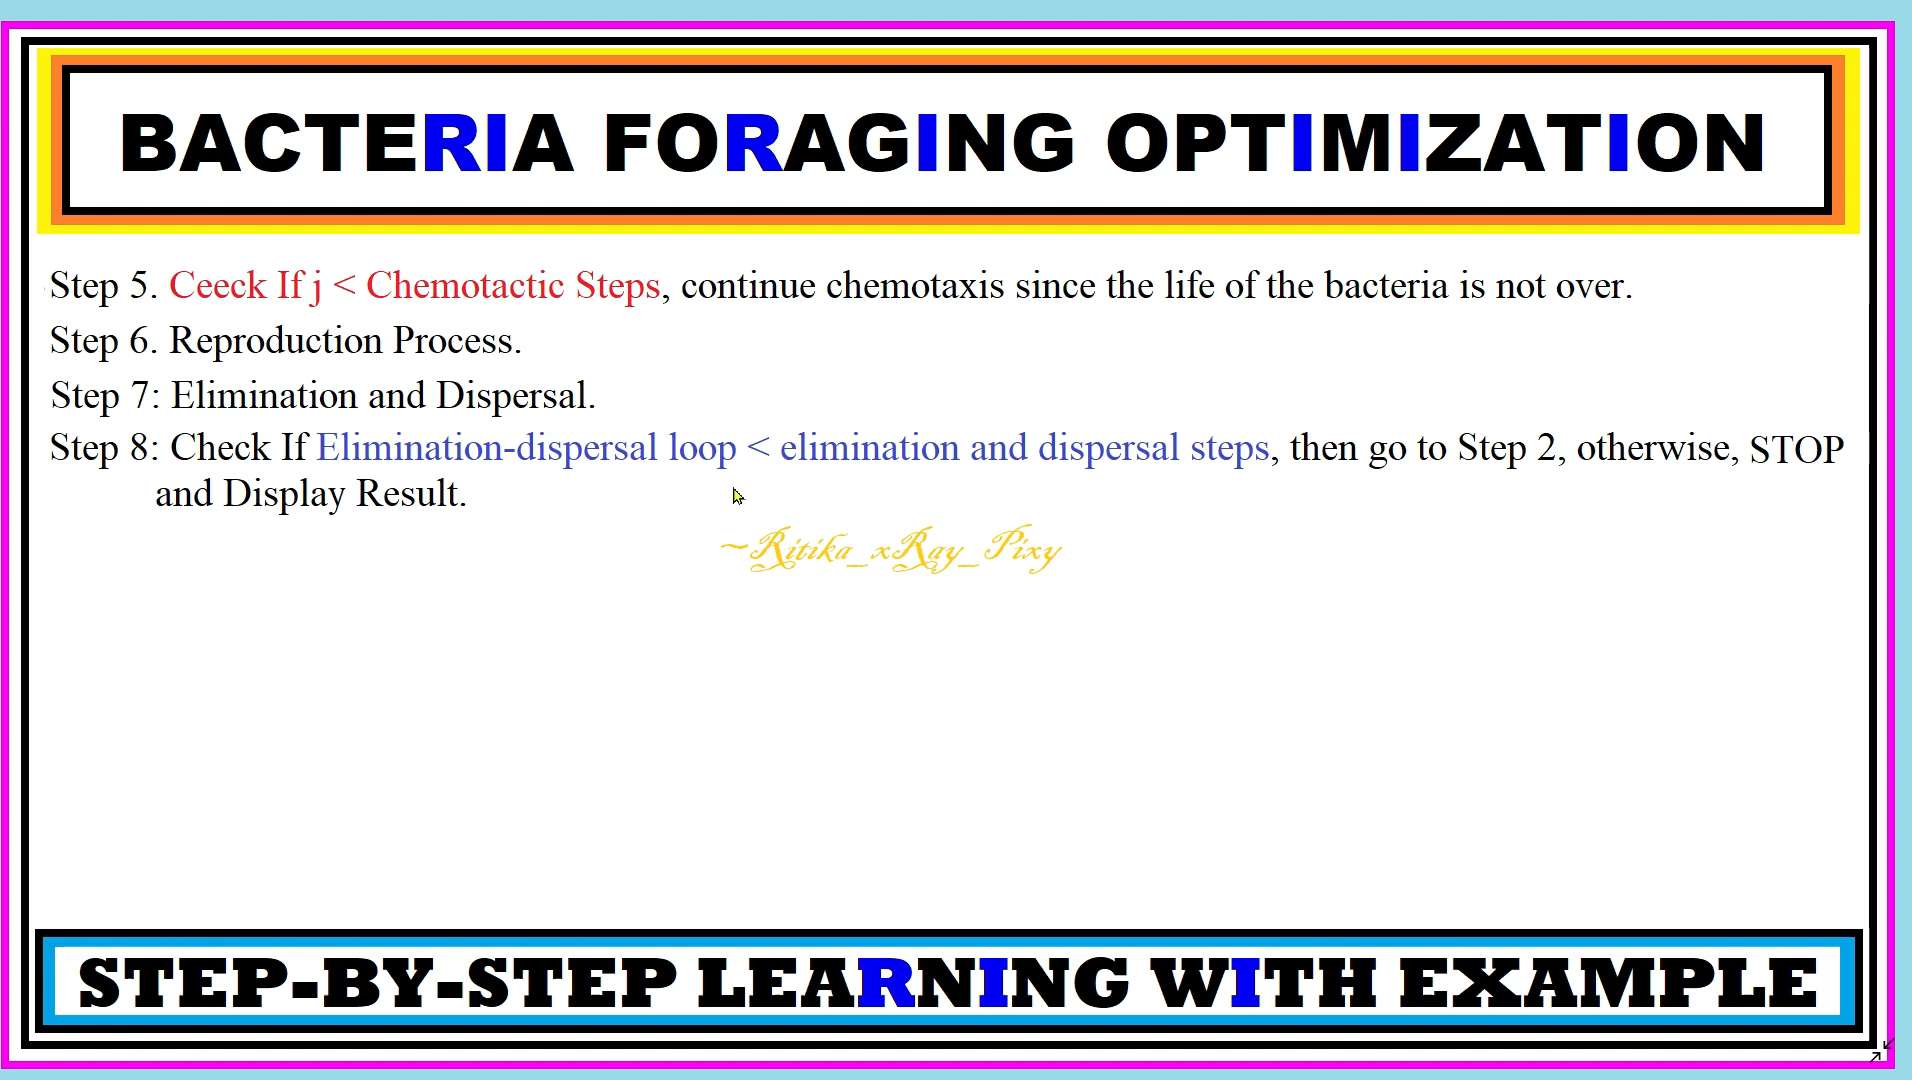 BACTERIA FORAGING OPTIMIZATION
Step 5. Ceeck If j < Chemotactic Steps, continue chemotaxis since the life of the bacteria is not over.
Step 6. Reproduction Process.
Step 7: Elimination and Dispersal.
Step 8: Check If Elimination-dispersal loop < elimination and dispersal steps, then go to Step 2, otherwise, STOP
and Display Result.
~Ritika_xRay_Pixy
STEP-BY-STEP LEARNING WITH EXAMPLE